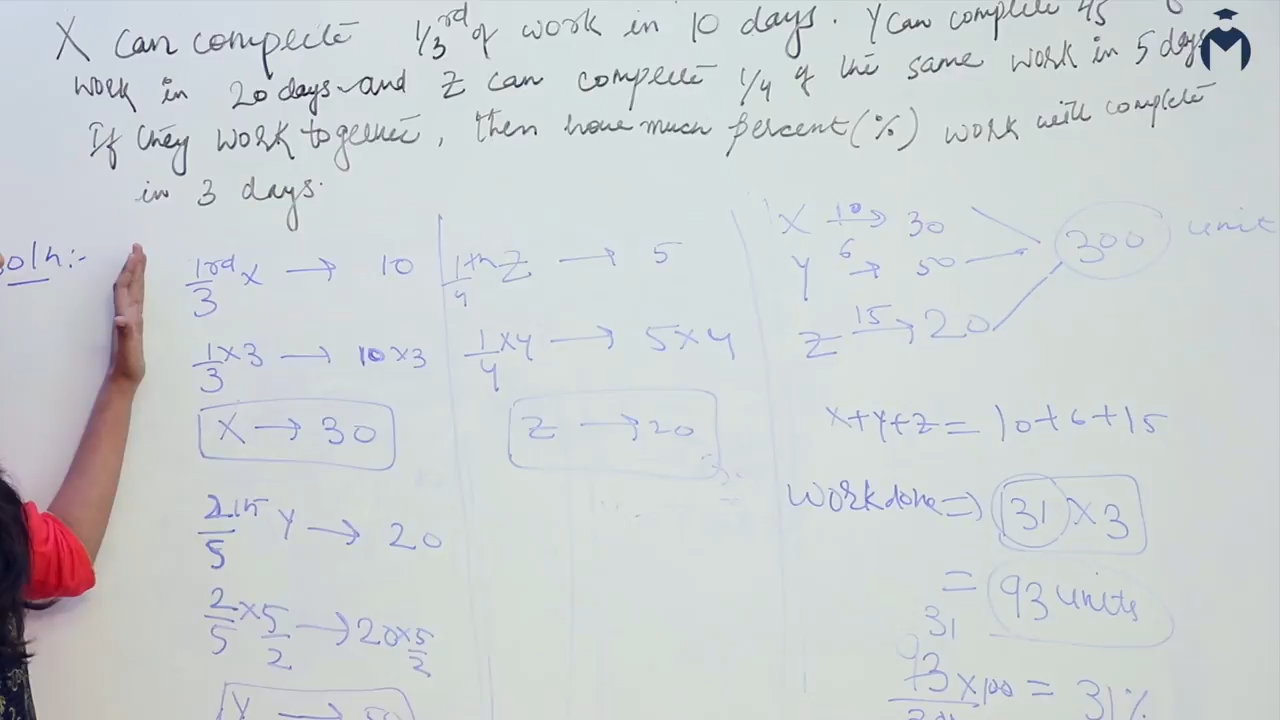 X can complete 1/3rd of work in 10 days. Y can complete
work in 20 days and Z can complete 1/4 of the same work in 5 days
If they work together, then how much percent (%) work will complete
in 3 days.
Soln:-
1/3rd X → 10
1/3 × 3 → 10 × 3
X → 30
2/5th Y → 20
2/5 × 5/2 → 20 × 5/2
Y → 50
1/4th Z → 5
1/4 × 4 → 5 × 4
Z → 20
X 10→ 30
Y 6→ 50
Z 15→ 20
300 unit
X+Y+Z = 10+6+15
Work done ⇒ 31 × 3
= 93 units
31
93 × 100 = 31%
M